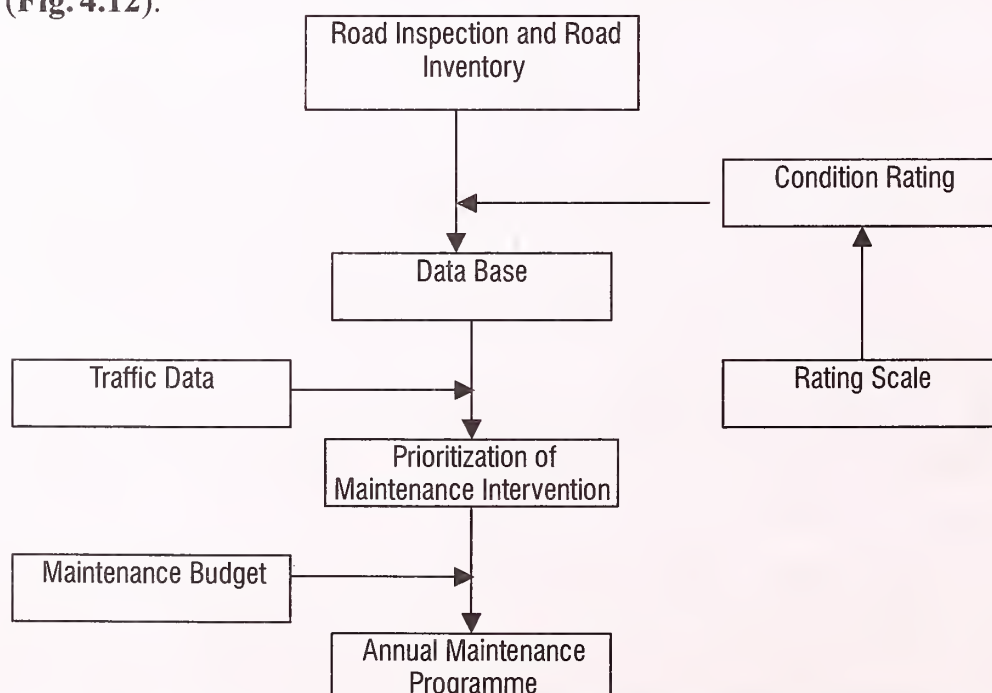 (Fig. 4.12).
Road Inspection and Road
Inventory
Condition Rating
Data Base
Traffic Data
Rating Scale
Prioritization of
Maintenance Intervention
Maintenance Budget
Annual Maintenance
Programme